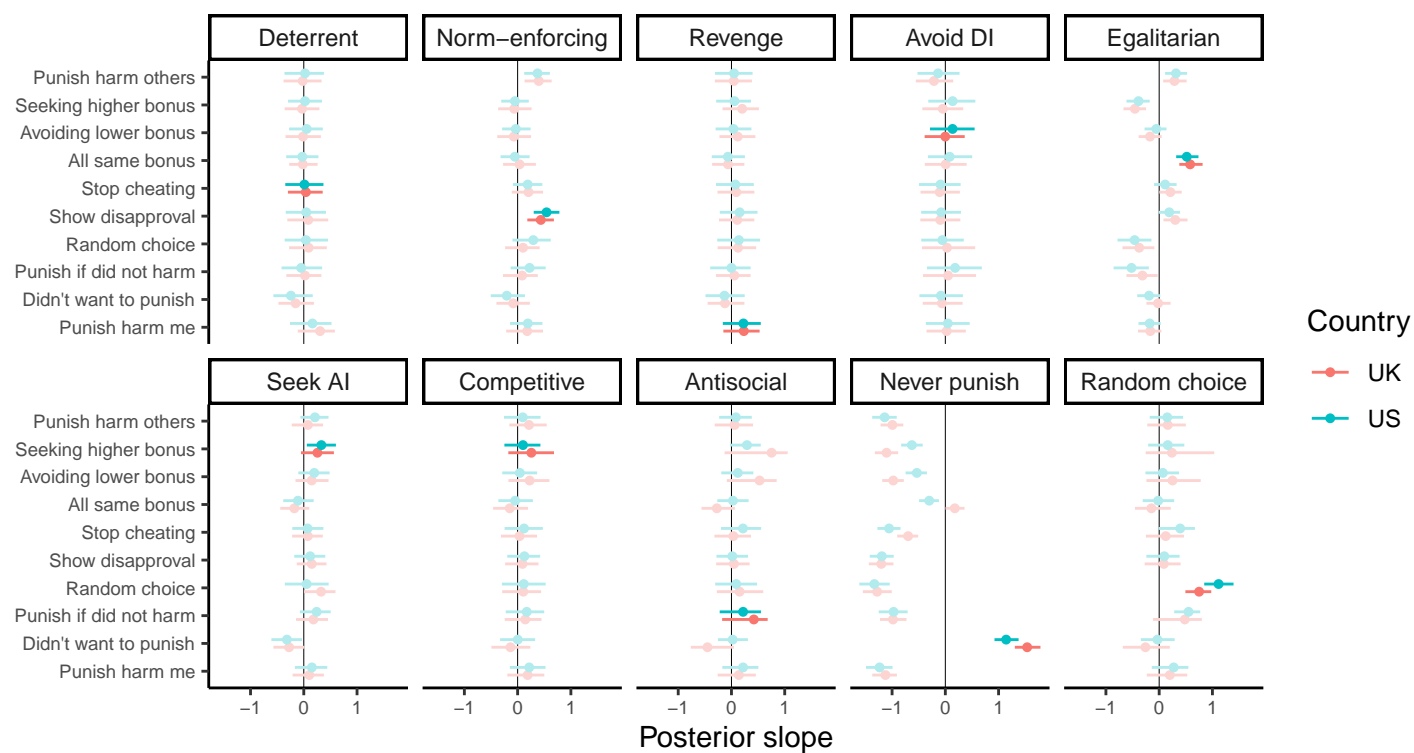 Deterrent Norm−enforcing Revenge Avoid DI Egalitarian
Punish harm others
Seeking higher bonus
Avoiding lower bonus
All same bonus
Stop cheating
Show disapproval
Random choice
Punish if did not harm
Didn't want to punish
Punish harm me
Seek AI Competitive Antisocial Never punish Random choice
Punish harm others
Seeking higher bonus
Avoiding lower bonus
All same bonus
Stop cheating
Show disapproval
Random choice
Punish if did not harm
Didn't want to punish
Punish harm me
−1 0 1 −1 0 1 −1 0 1 −1 0 1 −1 0 1
Posterior slope
Country
UK
US